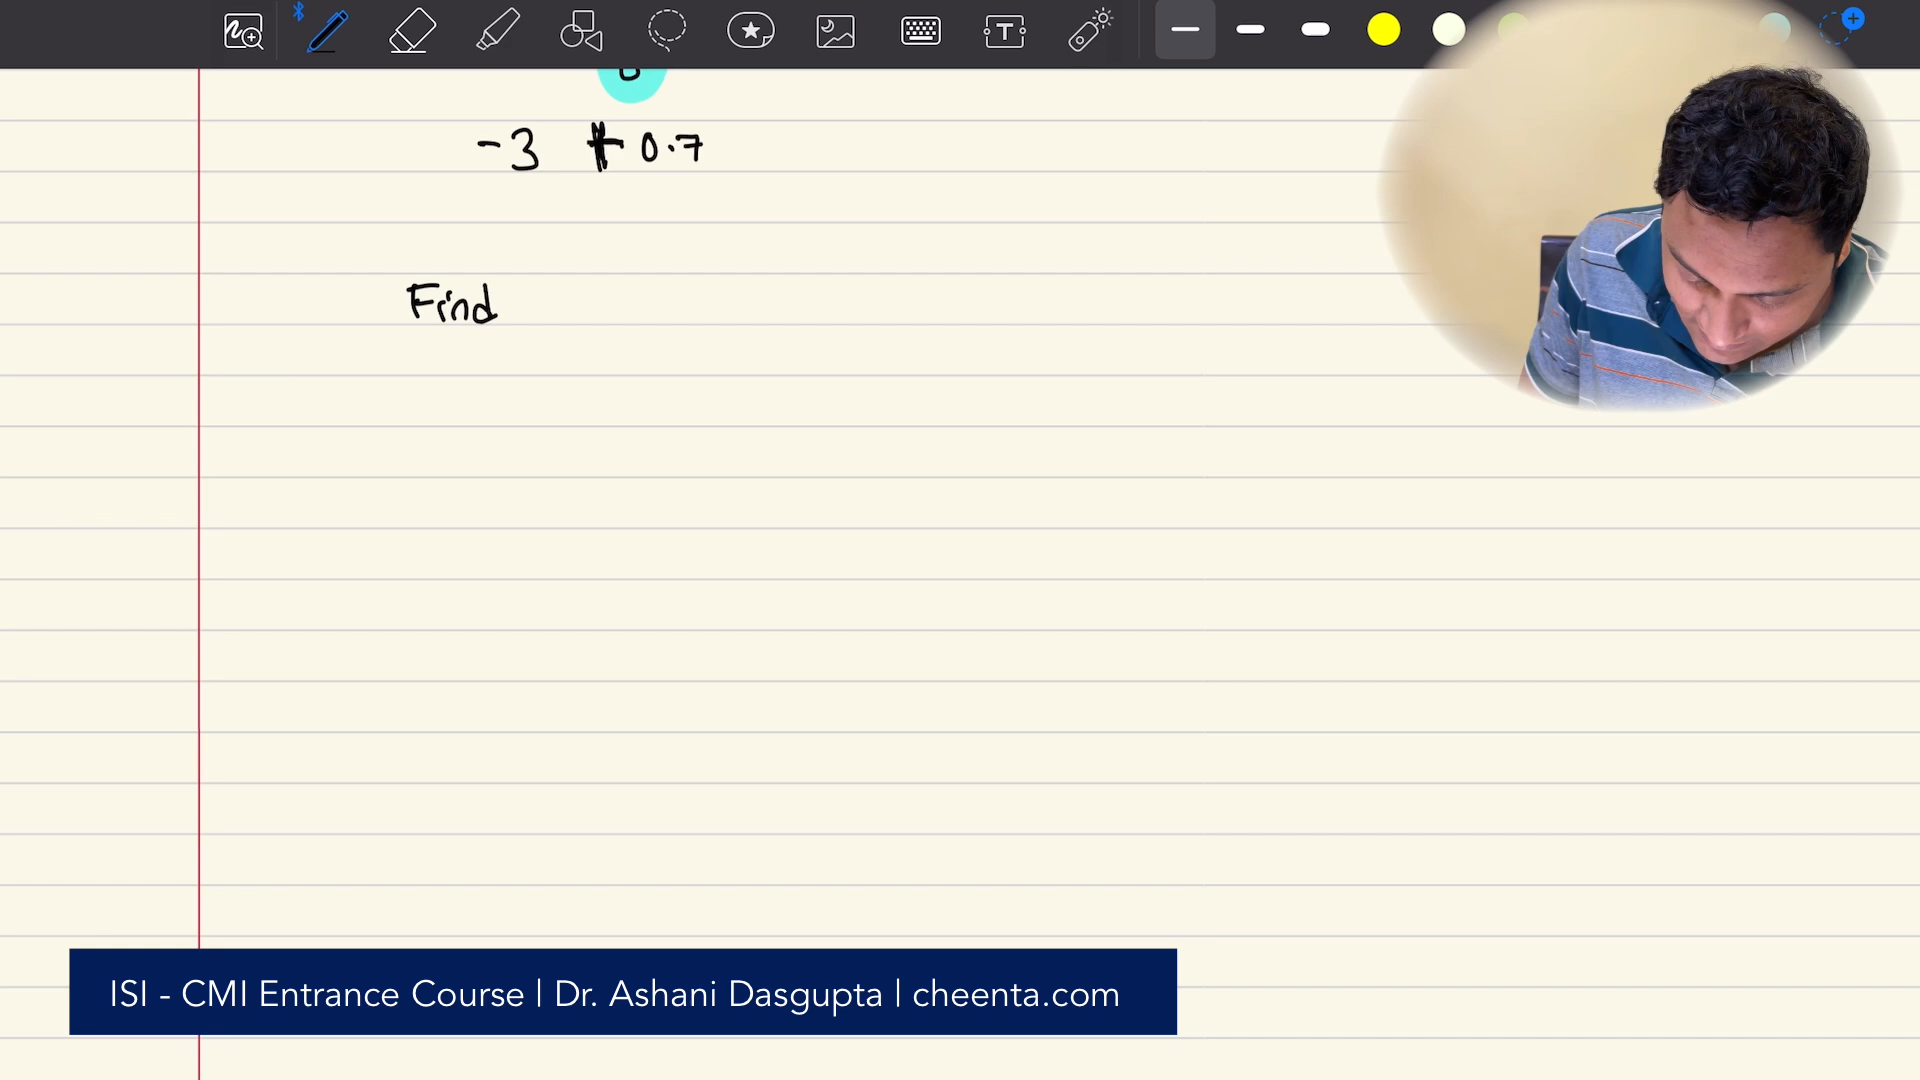 -3 + 0.7
Find
ISI - CMI Entrance Course | Dr. Ashani Dasgupta | cheenta.com